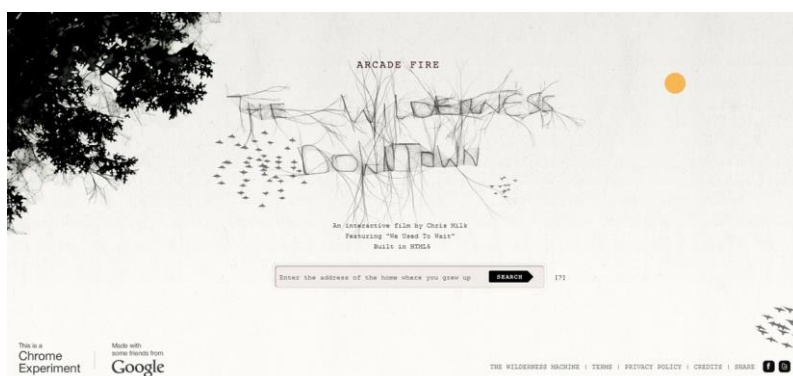 ARCADE FIRE
THE WILDERNESS
DOWNTOWN
An interactive film by Chris Milk
Featuring "We Used To Wait"
Built in HTML5
Enter the address of the home where you grew up SEARCH [?]
This is a
Chrome
Experiment
Made with
some friends from
Google
THE WILDERNESS MACHINE | TERMS | PRIVACY POLICY | CREDITS | SHARE